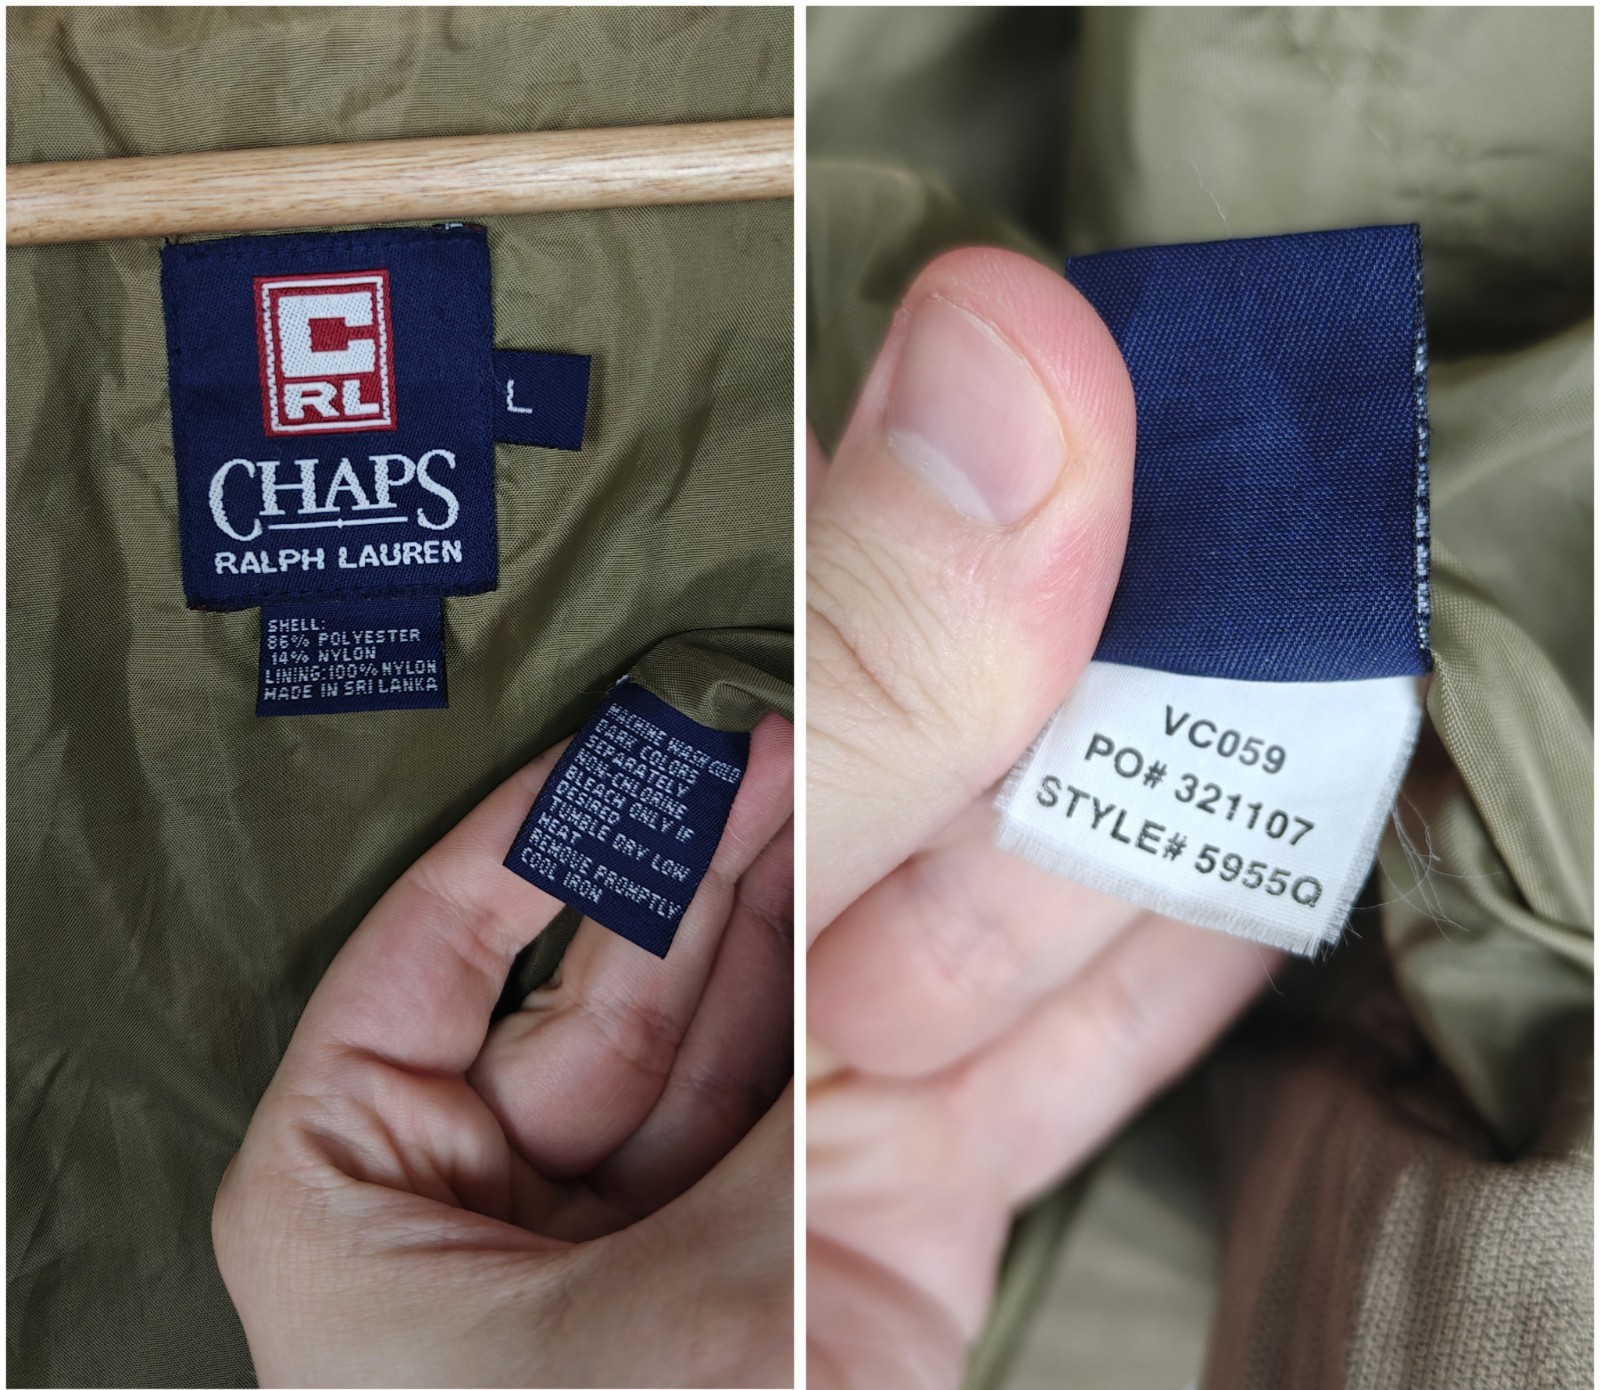 C
RL
CHAPS
RALPH LAUREN
L
SHELL:
86% POLYESTER
14% NYLON
LINING:100% NYLON
MADE IN SRI LANKA
MACHINE WASH COLD
DARK COLORS
SEPARATELY
NON-CHLORINE
BLEACH ONLY IF
DESIRED
TUMBLE DRY LOW
HEAT
REMOVE PROMPTLY
COOL IRON
VC059
PO# 321107
STYLE# 5955Q